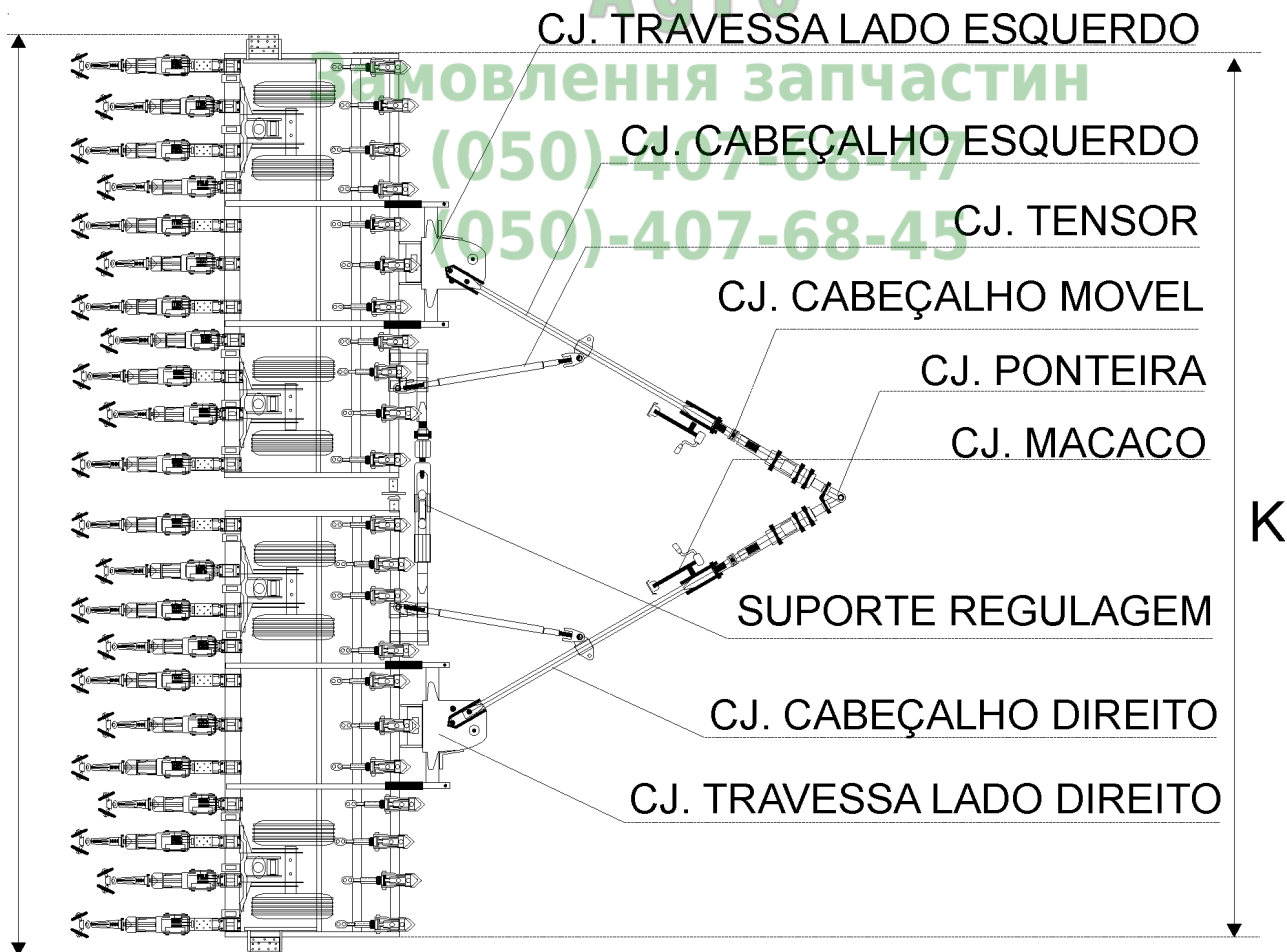 Agro
CJ. TRAVESSA LADO ESQUERDO
Замовлення запчастин
CJ. CABEÇALHO ESQUERDO
(050)-407-68-47
CJ. TENSOR
(050)-407-68-45
CJ. CABEÇALHO MOVEL
CJ. PONTEIRA
CJ. MACACO
K
SUPORTE REGULAGEM
CJ. CABEÇALHO DIREITO
CJ. TRAVESSA LADO DIREITO